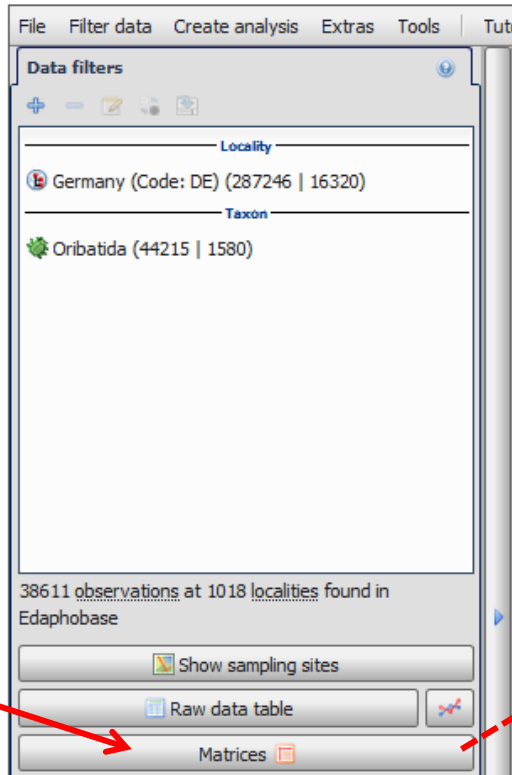 File Filter data Create analysis Extras Tools Tut
Data filters
Locality
Germany (Code: DE) (287246 | 16320)
Taxon
Oribatida (44215 | 1580)
38611 observations at 1018 localities found in
Edaphobase
Show sampling sites
Raw data table
Matrices